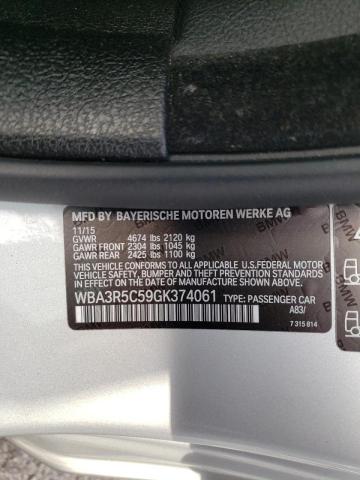 MFD BY BAYERISCHE MOTOREN WERKE AG
11/15
GVWR 4674 lbs 2120 kg
GAWR FRONT 2304 lbs 1045 kg
GAWR REAR 2425 lbs 1100 kg
THIS VEHICLE CONFORMS TO ALL APPLICABLE U.S.FEDERAL MOTOR
VEHICLE SAFETY, BUMPER, AND THEFT PREVENTION STANDARDS
IN EFFECT ON THE DATE OF MANUFACTURE SHOWN ABOVE.
WBA3R5C59GK374061 TYPE: PASSENGER CAR
A83/
7 315 814